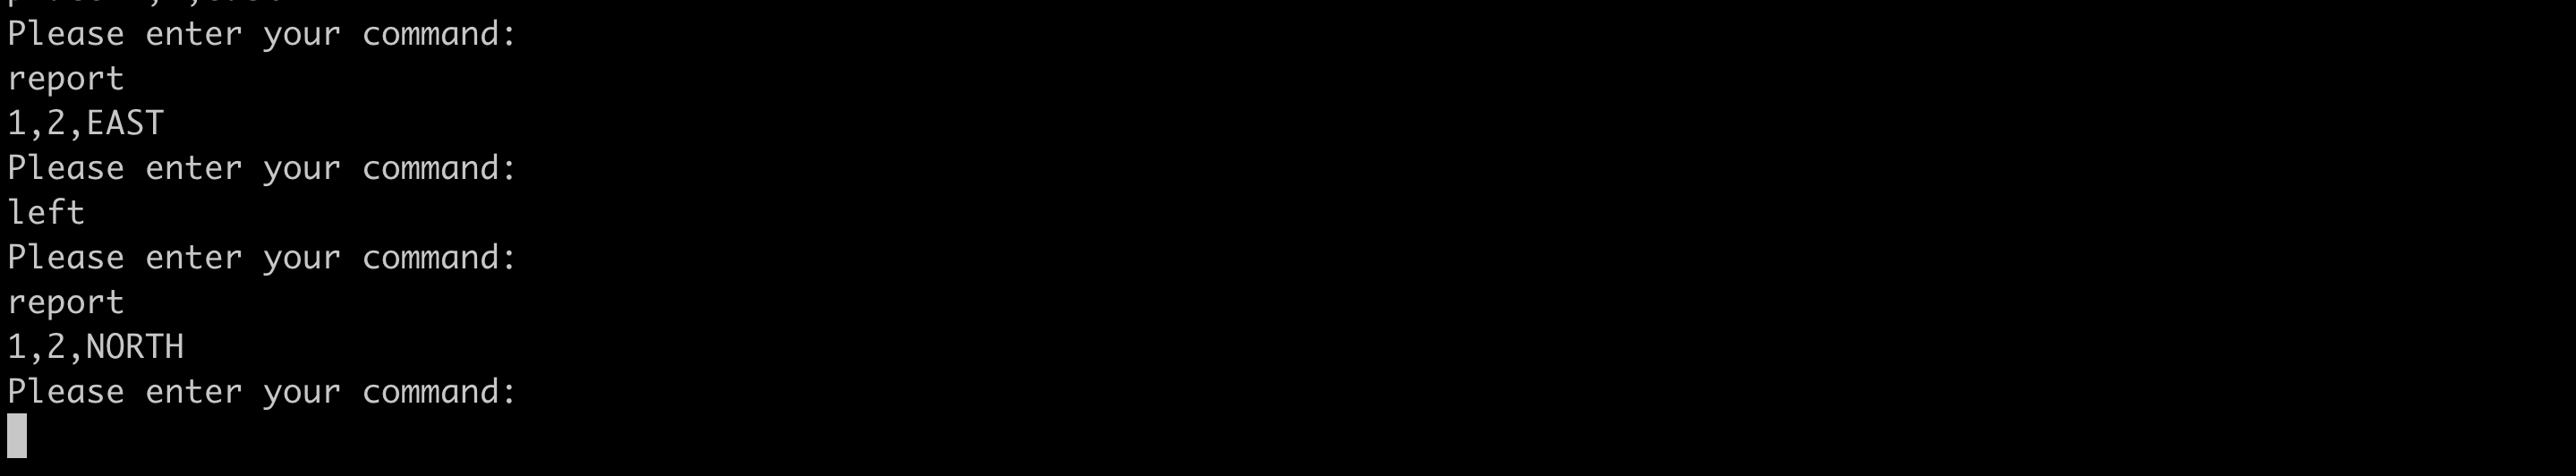 Please enter your command:
report
1,2,EAST
Please enter your command:
left
Please enter your command:
report
1,2,NORTH
Please enter your command: